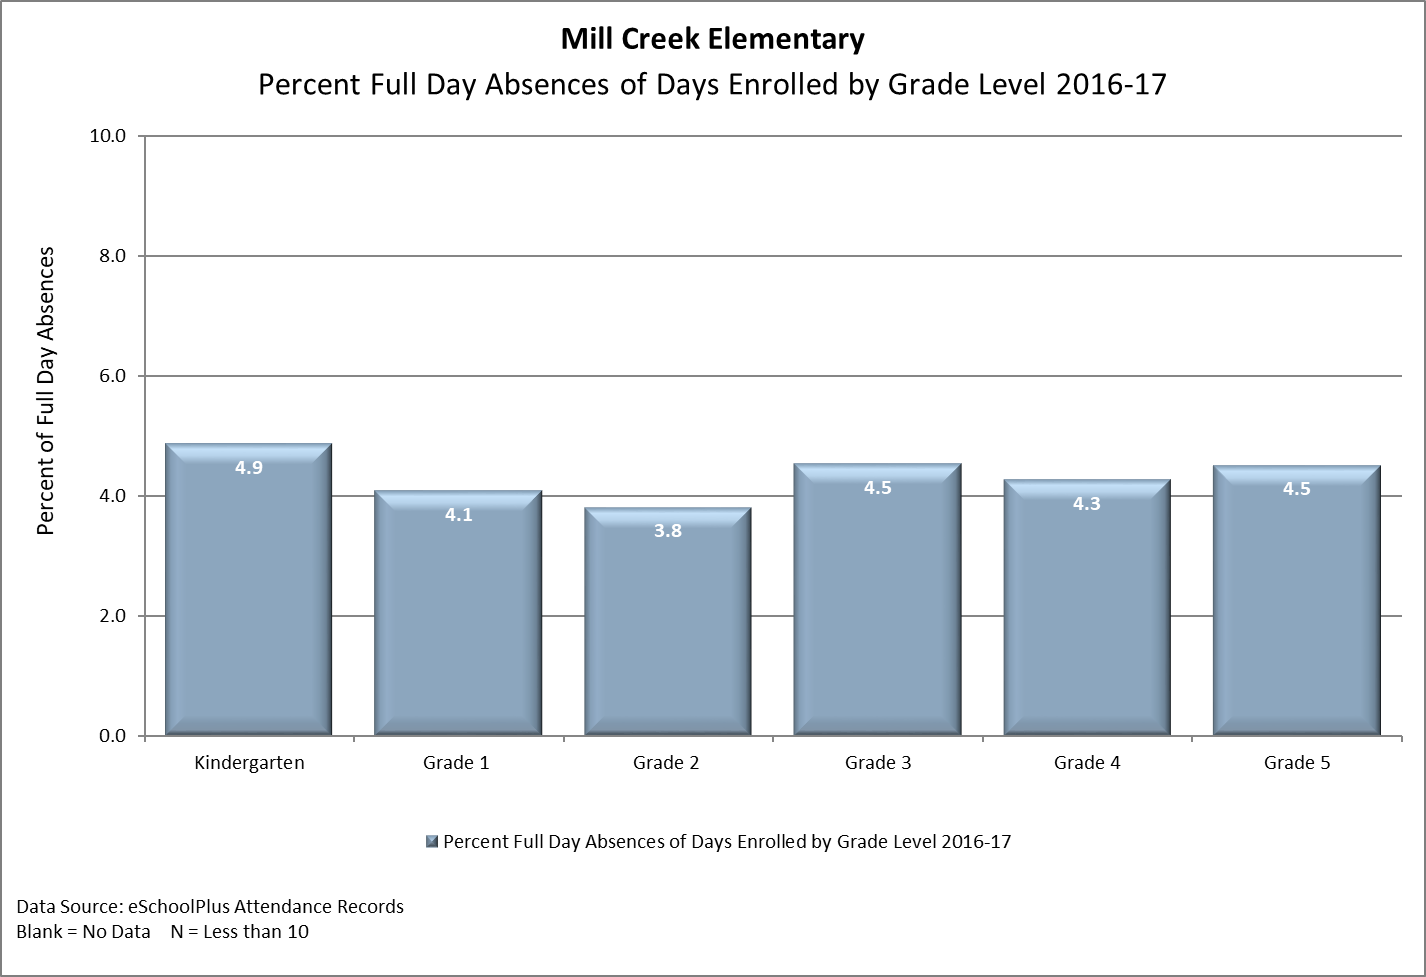 Mill Creek Elementary
Percent Full Day Absences of Days Enrolled by Grade Level 2016-17
Percent of Full Day Absences
10.0
8.0
6.0
4.0
2.0
0.0
4.9
4.1
3.8
4.5
4.3
4.5
Kindergarten
Grade 1
Grade 2
Grade 3
Grade 4
Grade 5
Percent Full Day Absences of Days Enrolled by Grade Level 2016-17
Data Source: eSchoolPlus Attendance Records
Blank = No Data    N = Less than 10